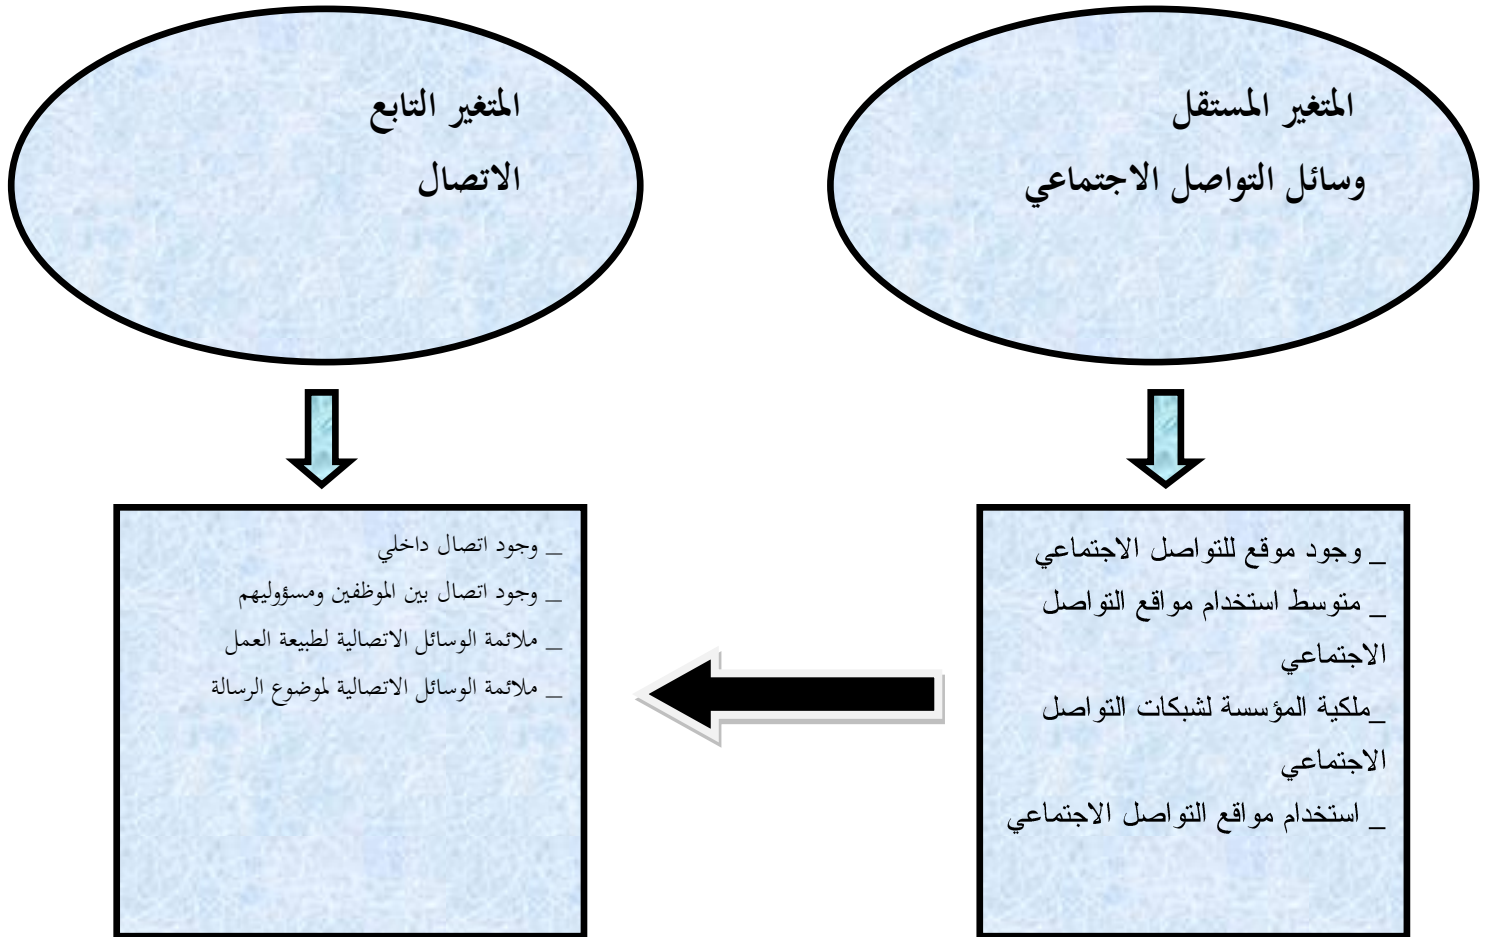 المتغير المستقل
وسائل التواصل الاجتماعي
المتغير التابع
الاتصال
_ وجود موقع للتواصل الاجتماعي
_ متوسط استخدام مواقع التواصل
الاجتماعي
_ملكية المؤسسة لشبكات التواصل
الاجتماعي
_ استخدام مواقع التواصل الاجتماعي
_ وجود اتصال داخلي
_ وجود اتصال بين الموظفين ومسؤوليهم
_ ملائمة الوسائل الاتصالية لطبيعة العمل
_ ملائمة الوسائل الاتصالية لموضوع الرسالة